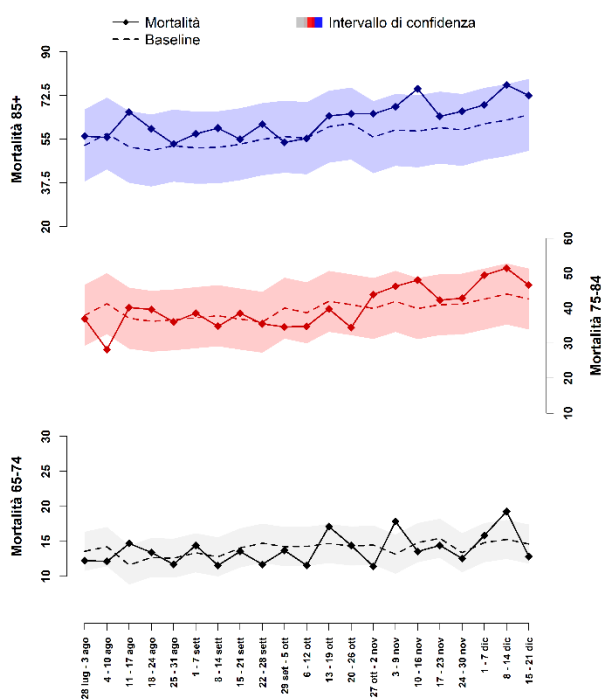 Mortalità
Baseline
Intervallo di confidenza
Mortalità 85+
90
72.5
55
37.5
20
Mortalità 75-84
60
50
40
30
20
10
Mortalità 65-74
30
25
20
15
10
28 lug - 3 ago
4 - 10 ago
11 - 17 ago
18 - 24 ago
25 - 31 ago
1 - 7 sett
8 - 14 sett
15 - 21 sett
22 - 28 sett
29 sett - 5 ott
6 - 12 ott
13 - 19 ott
20 - 26 ott
27 ott - 2 nov
3 - 9 nov
10 - 16 nov
17 - 23 nov
24 - 30 nov
1 - 7 dic
8 - 14 dic
15 - 21 dic